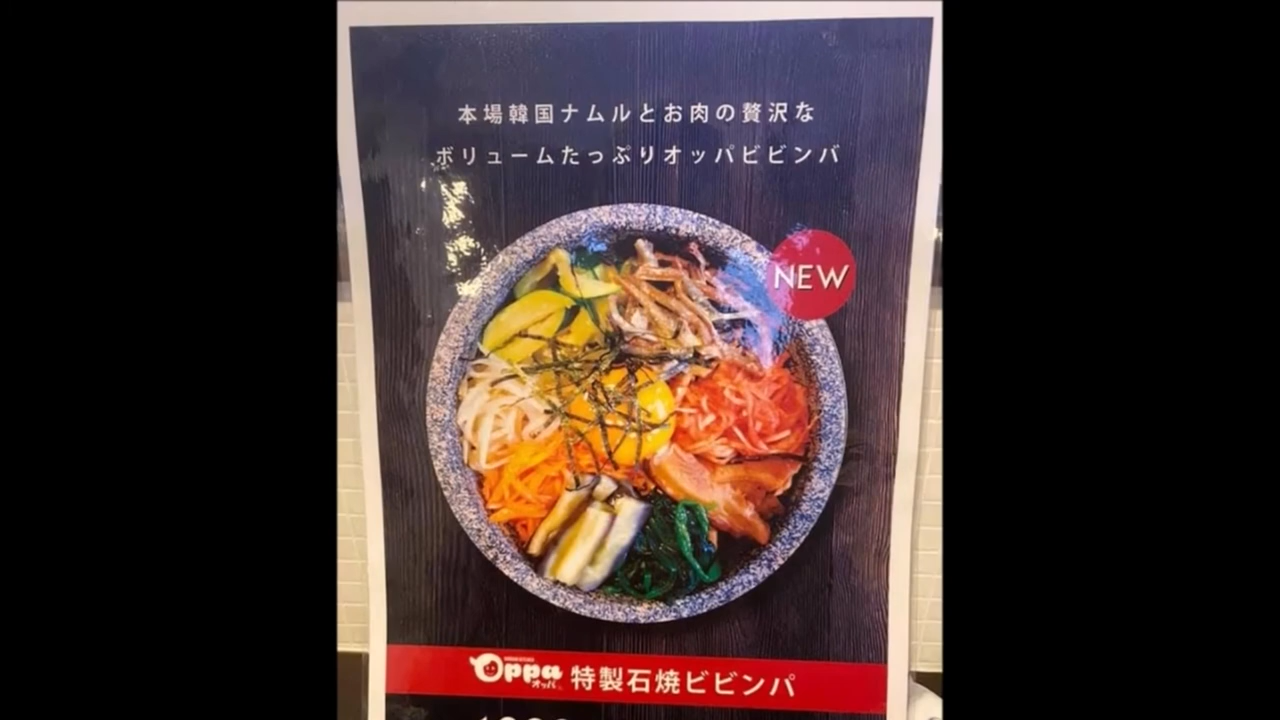 本場韓国ナムルとお肉の贅沢な
ボリュームたっぷりオッパビビンバ
NEW
Oppa オッパ 特製石焼ビビンパ